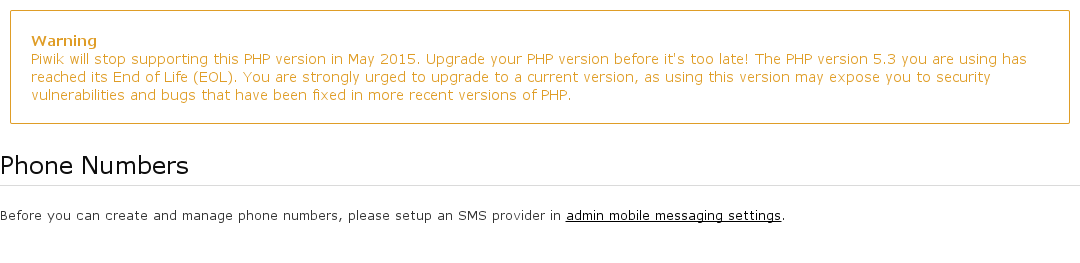 Warning
Piwik will stop supporting this PHP version in May 2015. Upgrade your PHP version before it's too late! The PHP version 5.3 you are using has
reached its End of Life (EOL). You are strongly urged to upgrade to a current version, as using this version may expose you to security
vulnerabilities and bugs that have been fixed in more recent versions of PHP.
Phone Numbers
Before you can create and manage phone numbers, please setup an SMS provider in admin mobile messaging settings.